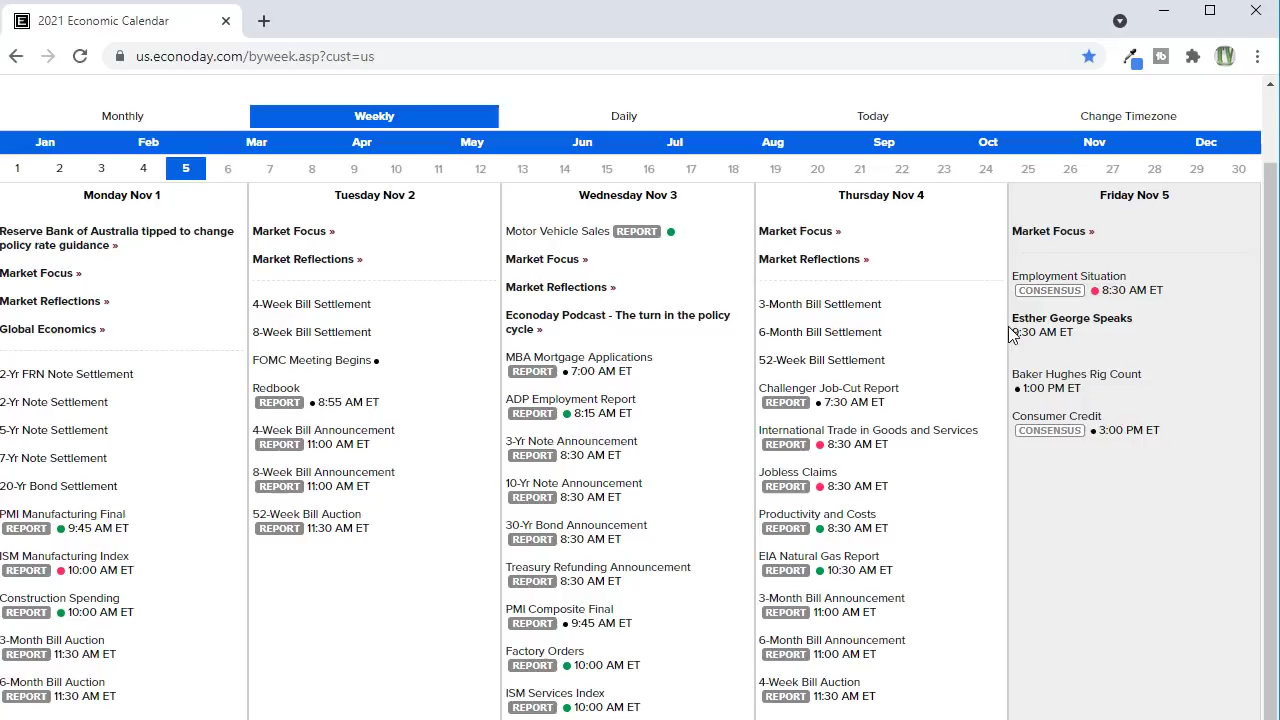 2021 Economic Calendar
us.econoday.com/byweek.asp?cust=us
Monthly Weekly Daily Today Change Timezone
Jan Feb Mar Apr May Jun Jul Aug Sep Oct Nov Dec
1 2 3 4 5 6 7 8 9 10 11 12 13 14 15 16 17 18 19 20 21 22 23 24 25 26 27 28 29 30
Monday Nov 1
Reserve Bank of Australia tipped to change
policy rate guidance »
Market Focus »
Market Reflections »
Global Economics »
2-Yr FRN Note Settlement
2-Yr Note Settlement
5-Yr Note Settlement
7-Yr Note Settlement
20-Yr Bond Settlement
PMI Manufacturing Final
REPORT 9:45 AM ET
ISM Manufacturing Index
REPORT 10:00 AM ET
Construction Spending
REPORT 10:00 AM ET
3-Month Bill Auction
REPORT 11:30 AM ET
6-Month Bill Auction
REPORT 11:30 AM ET
Tuesday Nov 2
Market Focus »
Market Reflections »
4-Week Bill Settlement
8-Week Bill Settlement
FOMC Meeting Begins
Redbook
REPORT 8:55 AM ET
4-Week Bill Announcement
REPORT 11:00 AM ET
8-Week Bill Announcement
REPORT 11:00 AM ET
52-Week Bill Auction
REPORT 11:30 AM ET
Wednesday Nov 3
Motor Vehicle Sales REPORT
Market Focus »
Market Reflections »
Econoday Podcast - The turn in the policy
cycle »
MBA Mortgage Applications
REPORT 7:00 AM ET
ADP Employment Report
REPORT 8:15 AM ET
3-Yr Note Announcement
REPORT 8:30 AM ET
10-Yr Note Announcement
REPORT 8:30 AM ET
30-Yr Bond Announcement
REPORT 8:30 AM ET
Treasury Refunding Announcement
REPORT 8:30 AM ET
PMI Composite Final
REPORT 9:45 AM ET
Factory Orders
REPORT 10:00 AM ET
ISM Services Index
REPORT 10:00 AM ET
Thursday Nov 4
Market Focus »
Market Reflections »
3-Month Bill Settlement
6-Month Bill Settlement
52-Week Bill Settlement
Challenger Job-Cut Report
REPORT 7:30 AM ET
International Trade in Goods and Services
REPORT 8:30 AM ET
Jobless Claims
REPORT 8:30 AM ET
Productivity and Costs
REPORT 8:30 AM ET
EIA Natural Gas Report
REPORT 10:30 AM ET
3-Month Bill Announcement
REPORT 11:00 AM ET
6-Month Bill Announcement
REPORT 11:00 AM ET
4-Week Bill Auction
REPORT 11:30 AM ET
Friday Nov 5
Market Focus »
Employment Situation
CONSENSUS 8:30 AM ET
Esther George Speaks
AM ET
Baker Hughes Rig Count
1:00 PM ET
Consumer Credit
CONSENSUS 3:00 PM ET